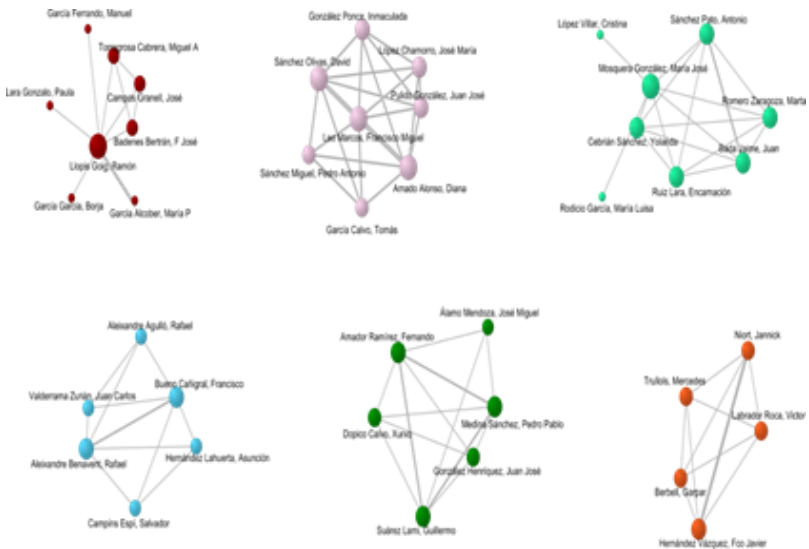 García Ferrando, Manuel
Torregrosa Cabrera, Miguel A
Lara Gonzalo, Paula
Campos Granell, José
Badenes Bertrán, F José
Llopis Goig, Ramón
García García, Borja
García Alcober, María P
González Ponce, Inmaculada
López Chamorro, José María
Sánchez Oliva, David
Pulido González, Juan José
Leo Marcos, Francisco Miguel
Sánchez Miguel, Pedro Antonio
Amado Alonso, Diana
García Calvo, Tomás
López Villar, Cristina
Sánchez Pato, Antonio
Mosquera González, María José
Romero Zaragoza, Marta
Cebrián Sánchez, Yolanda
Jaime, Juan
Ruiz Lara, Encarnación
Rodicio García, María Luisa
Aleixandre Agulló, Rafael
Valderrama Zurián, Juan Carlos
Bueno Cañigral, Francisco
Aleixandre Benavent, Rafael
Hernández Lahuerta, Asunción
Campins Espí, Salvador
Álamo Mendoza, José Miguel
Amador Ramírez, Fernando
Medina Sánchez, Pedro Pablo
Dopico Calvo, Xurxo
González Henríquez, Juan José
Suárez Lami, Guillermo
Niort, Jannick
Trullols, Mercedes
Labrador Roca, Víctor
Berbell, Gaspar
Hernández Vázquez, Fco Javier